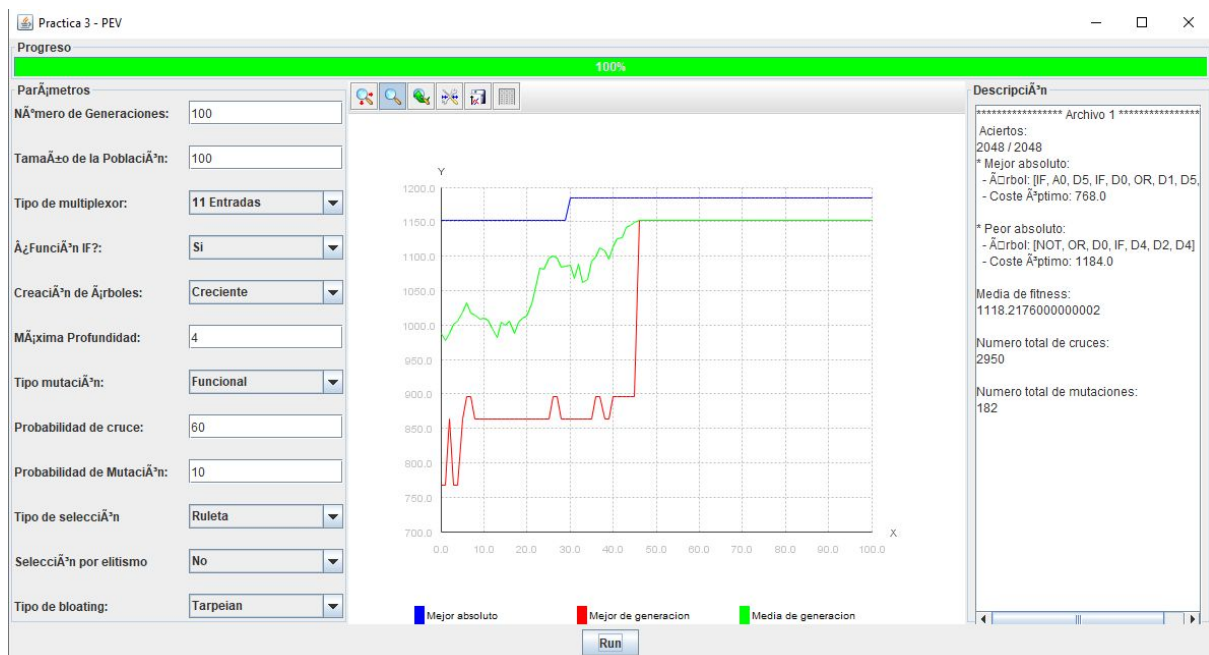 Practica 3 - PEV
Progreso
100%
ParÃ¡metros
NÃºmero de Generaciones: 100
TamaÃ±o de la PoblaciÃ³n: 100
Tipo de multiplexor: 11 Entradas
Â¿FunciÃ³n IF?: Si
CreaciÃ³n de Ã¡rboles: Creciente
MÃ¡xima Profundidad: 4
Tipo mutaciÃ³n: Funcional
Probabilidad de cruce: 60
Probabilidad de MutaciÃ³n: 10
Tipo de selecciÃ³n Ruleta
SelecciÃ³n por elitismo No
Tipo de bloating: Tarpeian
Y
1200.0
1150.0
1100.0
1050.0
1000.0
950.0
900.0
850.0
800.0
750.0
700.0
X
0.0 10.0 20.0 30.0 40.0 50.0 60.0 70.0 80.0 90.0 100.0
Mejor absoluto Mejor de generacion Media de generacion
DescripciÃ³n
***************** Archivo 1 ****************
Aciertos:
2048 / 2048
* Mejor absoluto:
- Ã□rbol: [IF, A0, D5, IF, D0, OR, D1, D5,
- Coste Ã³ptimo: 768.0
* Peor absoluto:
- Ã□rbol: [NOT, OR, D0, IF, D4, D2, D4]
- Coste Ã³ptimo: 1184.0
Media de fitness:
1118.2176000000002
Numero total de cruces:
2950
Numero total de mutaciones:
182
Run